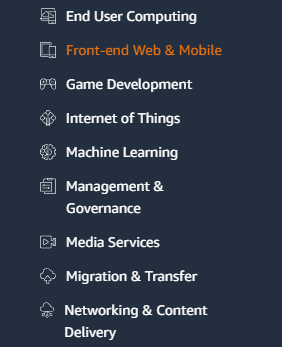 End User Computing
Front-end Web & Mobile
Game Development
Internet of Things
Machine Learning
Management &
Governance
Media Services
Migration & Transfer
Networking & Content
Delivery